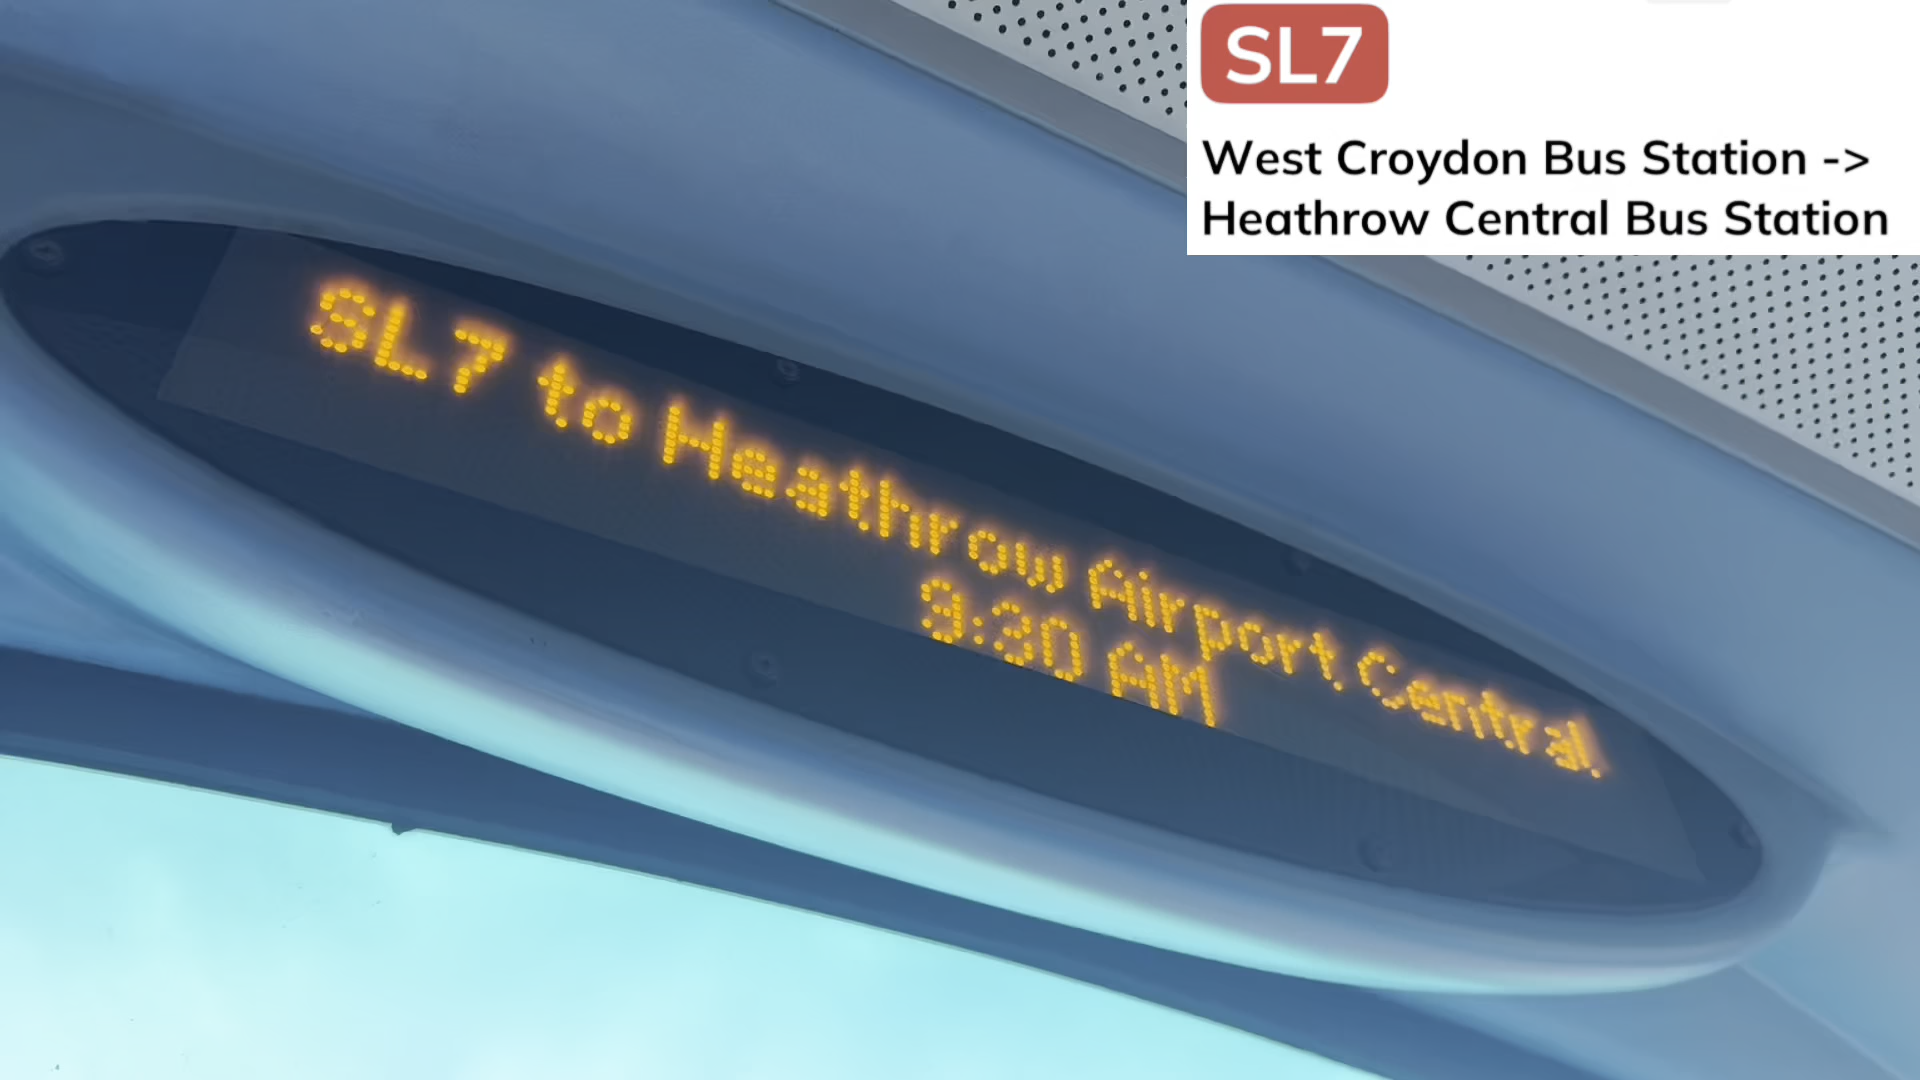 SL7
West Croydon Bus Station ->
Heathrow Central Bus Station
SL7 to Heathrow Airport Central.
9:30 AM